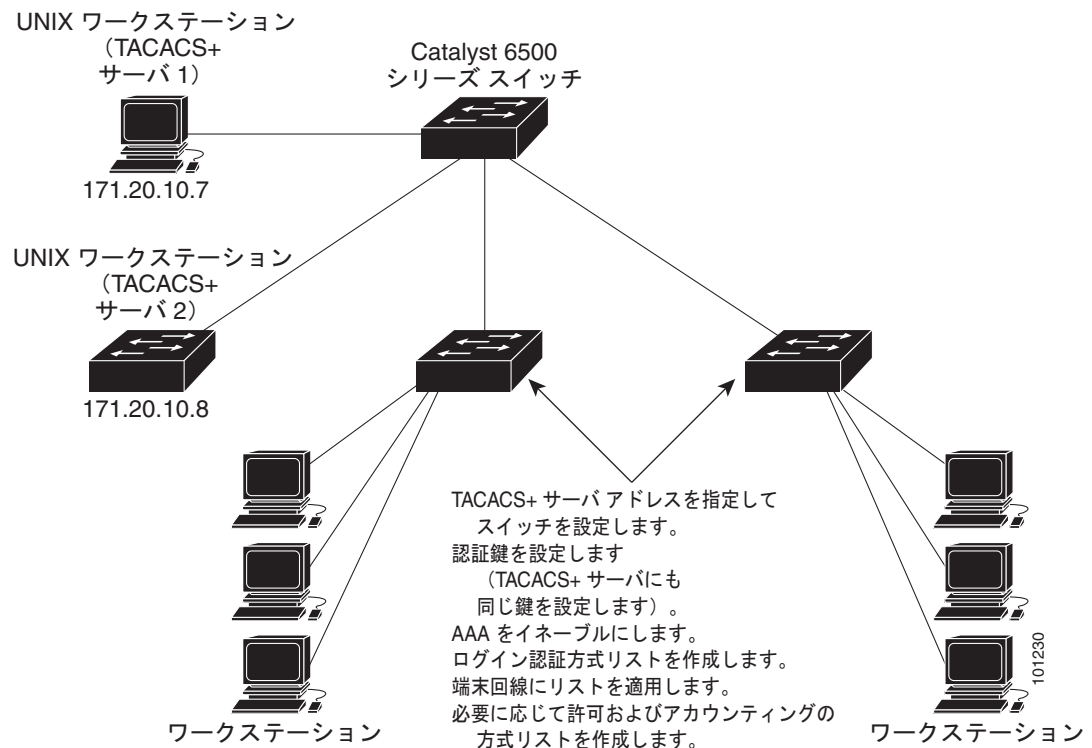 UNIX ワークステーション
（TACACS+
サーバ 1）
171.20.10.7
Catalyst 6500
シリーズ スイッチ
UNIX ワークステーション
（TACACS+
サーバ 2）
171.20.10.8
TACACS+ サーバ アドレスを指定して
スイッチを設定します。
認証鍵を設定します
（TACACS+ サーバにも
同じ鍵を設定します）。
AAA をイネーブルにします。
ログイン認証方式リストを作成します。
端末回線にリストを適用します。
必要に応じて許可およびアカウンティングの
方式リストを作成します。
ワークステーション
ワークステーション
101230